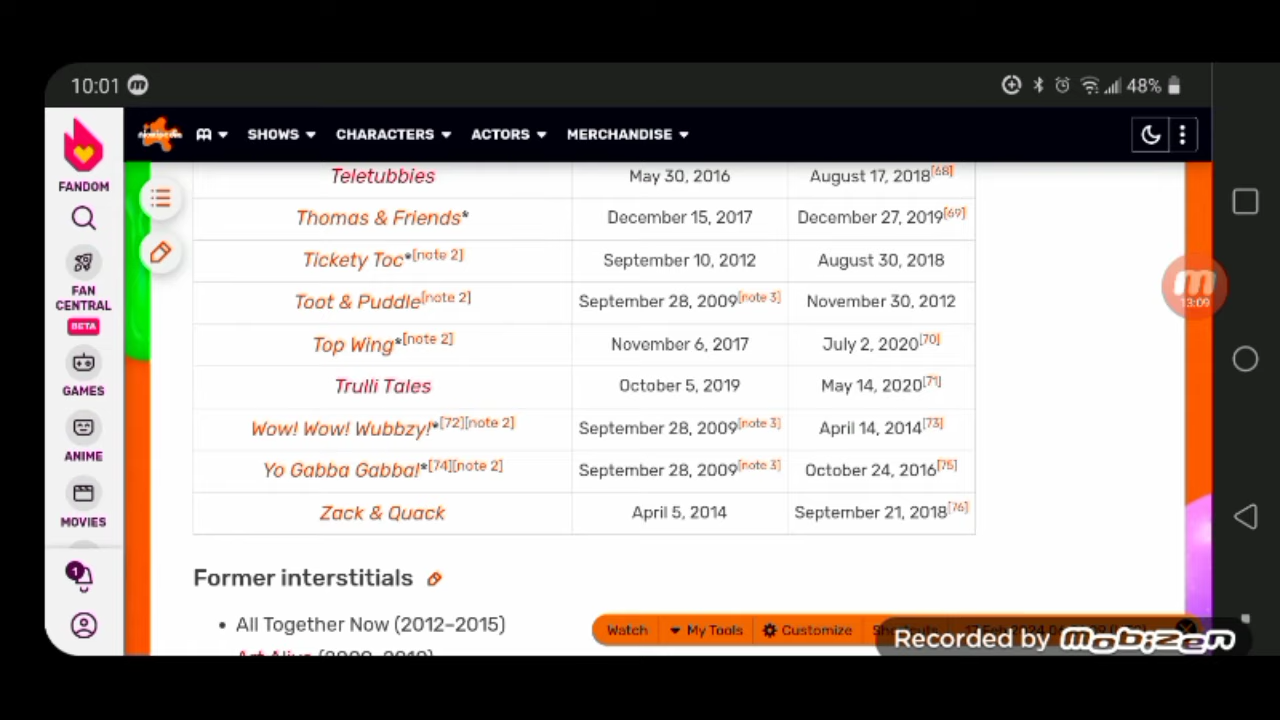 10:01 m 48%
SHOWS CHARACTERS ACTORS MERCHANDISE
FANDOM
FAN CENTRAL
BETA
GAMES
ANIME
MOVIES
1
Teletubbies May 30, 2016 August 17, 2018[68]
Thomas & Friends* December 15, 2017 December 27, 2019[69]
Tickety Toc*[note 2] September 10, 2012 August 30, 2018
Toot & Puddle[note 2] September 28, 2009[note 3] November 30, 2012
Top Wing*[note 2] November 6, 2017 July 2, 2020[70]
Trulli Tales October 5, 2019 May 14, 2020[71]
Wow! Wow! Wubbzy!*[72][note 2] September 28, 2009[note 3] April 14, 2014[73]
Yo Gabba Gabba!*[74][note 2] September 28, 2009[note 3] October 24, 2016[75]
Zack & Quack April 5, 2014 September 21, 2018[76]
m
13:09
Former interstitials
• All Together Now (2012–2015)
Watch My Tools Customize
Recorded by mobizen